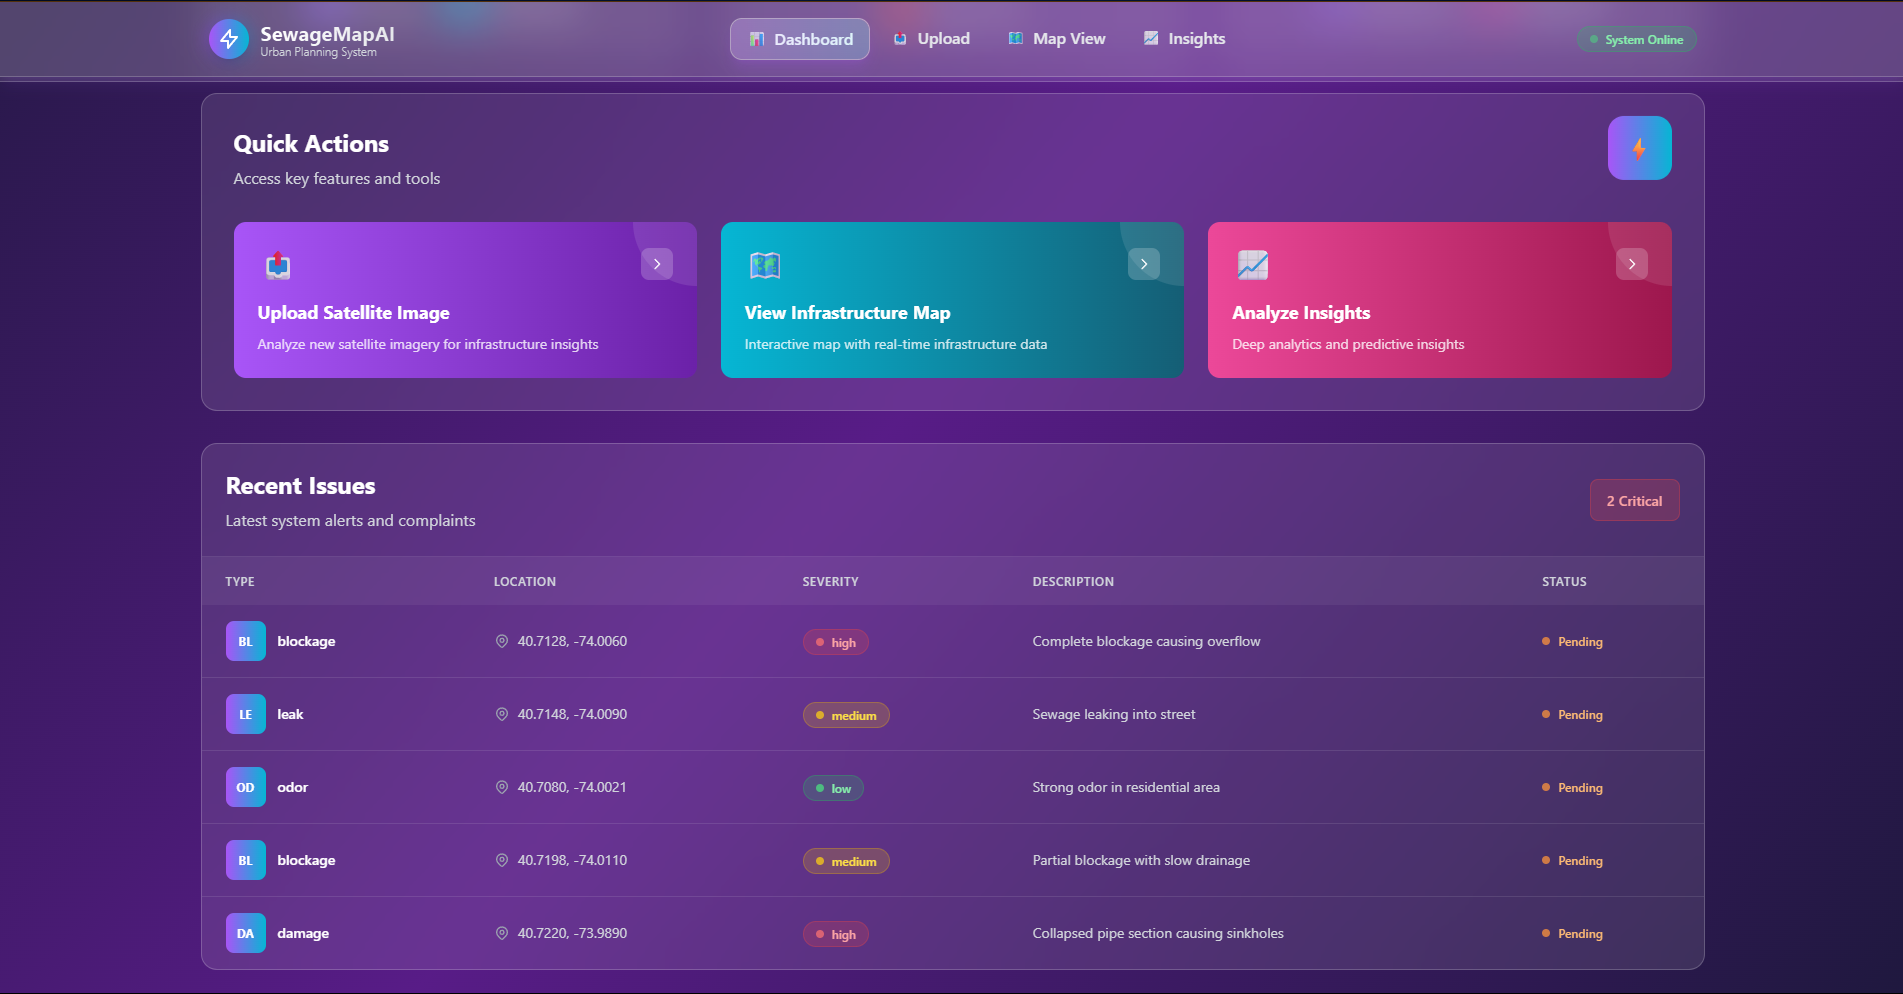 SewageMapAI
Urban Planning System
Dashboard
Upload
Map View
Insights
System Online
Quick Actions
Access key features and tools
Upload Satellite Image
Analyze new satellite imagery for infrastructure insights
View Infrastructure Map
Interactive map with real-time infrastructure data
Analyze Insights
Deep analytics and predictive insights
Recent Issues
Latest system alerts and complaints
2 Critical
TYPE LOCATION SEVERITY DESCRIPTION STATUS
BL blockage 40.7128, -74.0060 high Complete blockage causing overflow Pending
LE leak 40.7148, -74.0090 medium Sewage leaking into street Pending
OD odor 40.7080, -74.0021 low Strong odor in residential area Pending
BL blockage 40.7198, -74.0110 medium Partial blockage with slow drainage Pending
DA damage 40.7220, -73.9890 high Collapsed pipe section causing sinkholes Pending